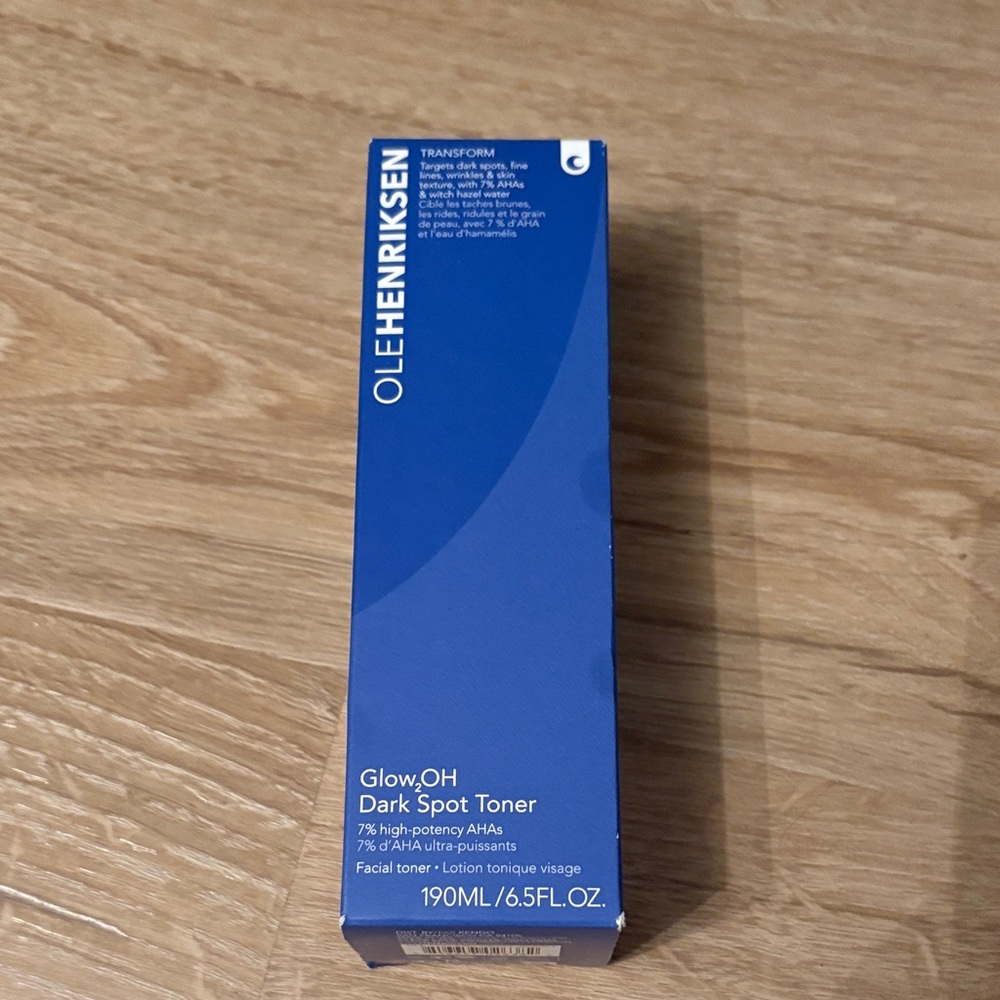 OLEHENRIKSEN
TRANSFORM
Targets dark spots, fine
lines, wrinkles & skin
texture, with 7% AHAs
& witch hazel water
Cible les taches brunes,
les rides, ridules et le grain
de peau, avec 7 % d'AHA
et l'eau d'hamamélis
Glow₂OH
Dark Spot Toner
7% high-potency AHAs
7% d'AHA ultra-puissants
Facial toner • Lotion tonique visage
190ML/6.5FL.OZ.